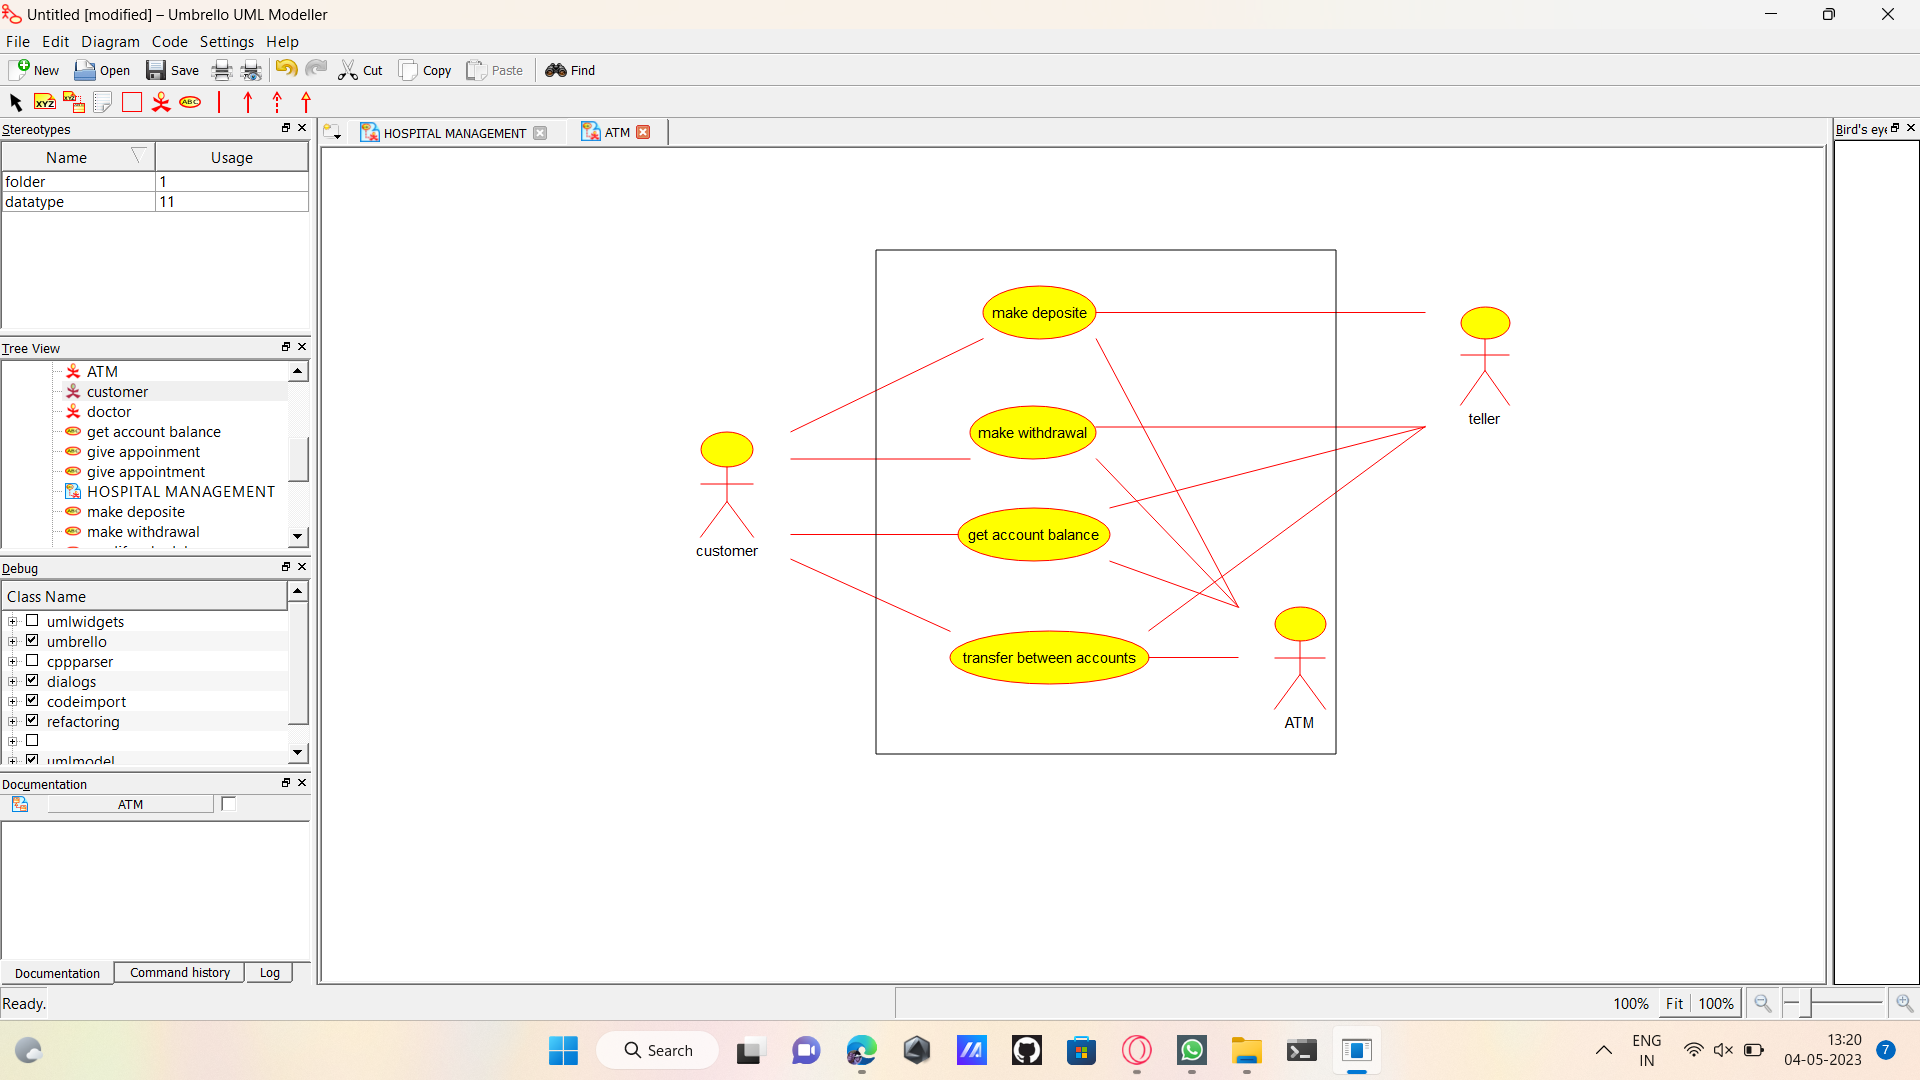 Untitled [modified] – Umbrello UML Modeller
File Edit Diagram Code Settings Help
New Open Save Cut Copy Paste Find
XYZ XYZ ABC
Stereotypes
Name Usage
folder 1
datatype 11
Tree View
ATM
customer
doctor
get account balance
give appoinment
give appointment
HOSPITAL MANAGEMENT
make deposite
make withdrawal
Debug
Class Name
umlwidgets
umbrello
cppparser
dialogs
codeimport
refactoring
umlmodel
Documentation
ATM
Documentation Command history Log
Ready.
HOSPITAL MANAGEMENT ATM
make deposite
teller
make withdrawal
customer
get account balance
transfer between accounts
ATM
Bird's eye
100% Fit 100%
Search
ENG
IN
13:20
04-05-2023
7